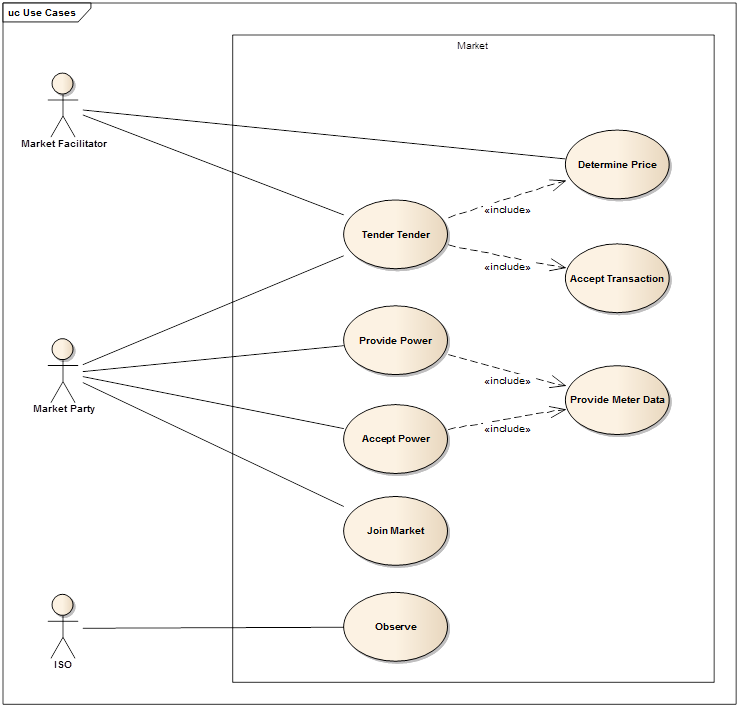 uc Use Cases
Market
Market Facilitator
Determine Price
«include»
Tender Tender
«include»
Accept Transaction
Provide Power
Market Party
«include»
Provide Meter Data
Accept Power
«include»
Join Market
Observe
ISO